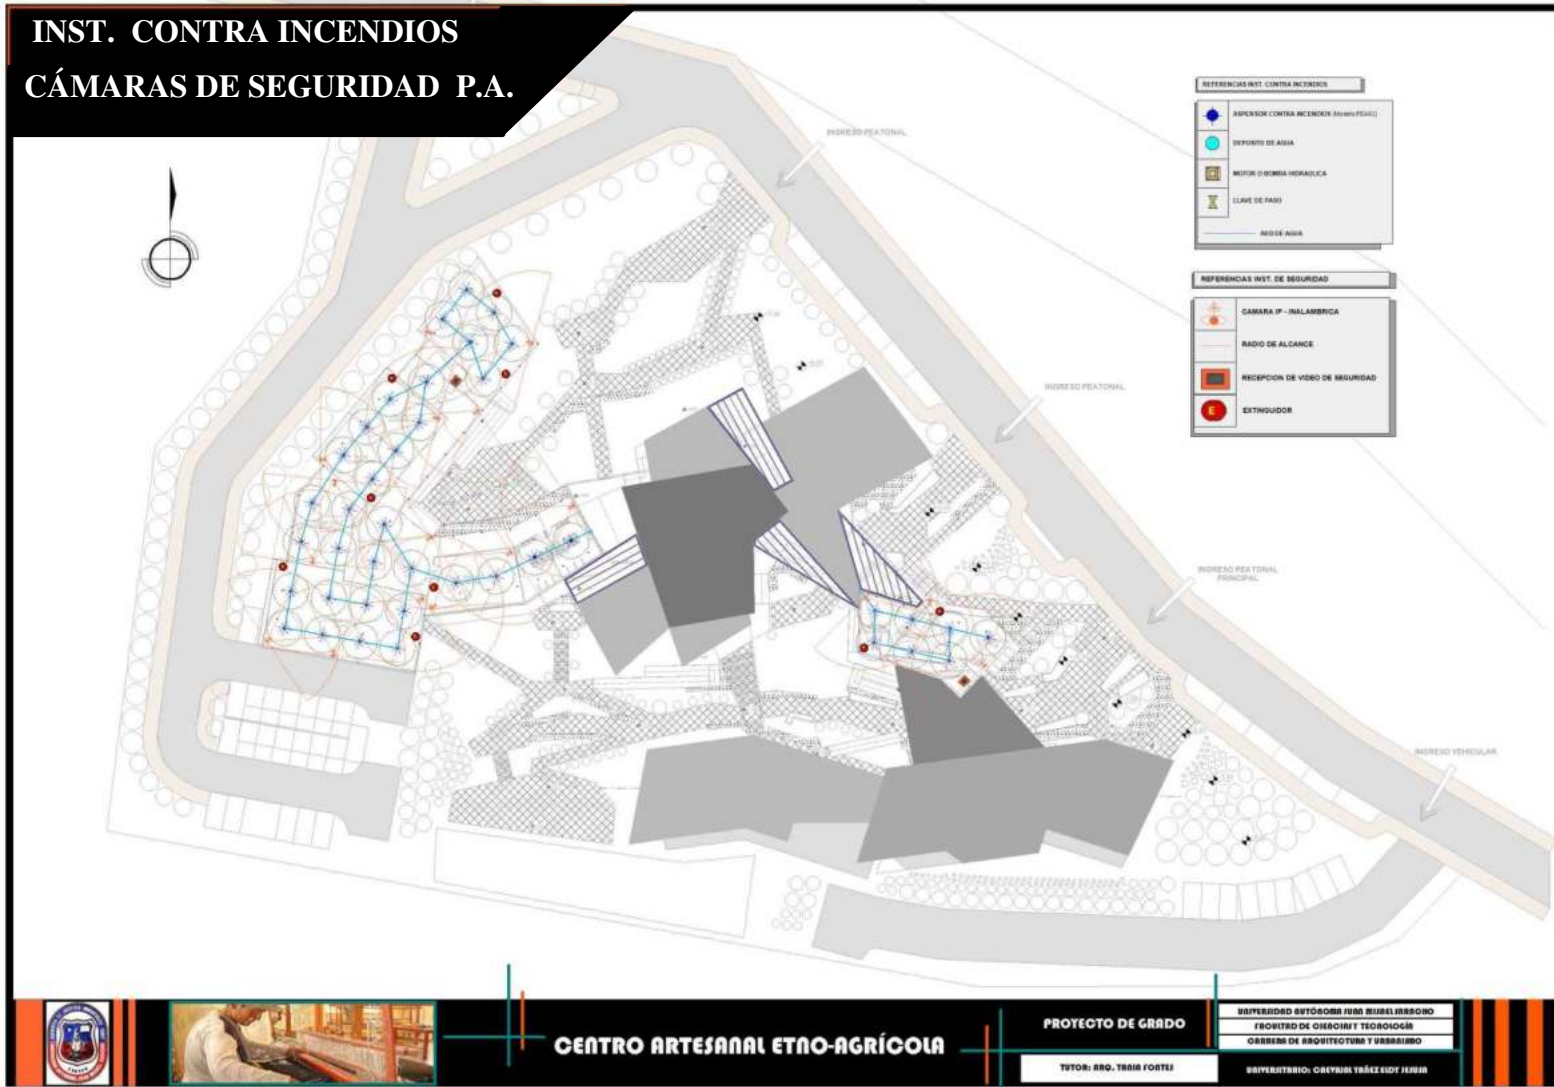 INST. CONTRA INCENDIOS
CÁMARAS DE SEGURIDAD P.A.
INGRESO PEATONAL
INGRESO PEATONAL
INGRESO PEATONAL
PRINCIPAL
INGRESO VEHICULAR
REFERENCIAS INST. CONTRA INCENDIOS
ASPERSOR CONTRA INCENDIOS
DEPOSITO DE AGUA
MOTOR O BOMBA HIDRAULICA
LLAVE DE PASO
RED DE AGUA
REFERENCIAS INST. DE SEGURIDAD
CAMARA IP - INALAMBRICA
RADIO DE ALCANCE
RECEPCION DE VIDEO DE SEGURIDAD
E
EXTINGUIDOR
CENTRO ARTESANAL ETNO-AGRÍCOLA
PROYECTO DE GRADO
TUTOR: ARQ. TANIA FONTES
UNIVERSIDAD AUTÓNOMA JUAN MISAEL SARACHO
FACULTAD DE CIENCIAS Y TECNOLOGÍA
CARRERA DE ARQUITECTURA Y URBANISMO
UNIVERSITARIO: